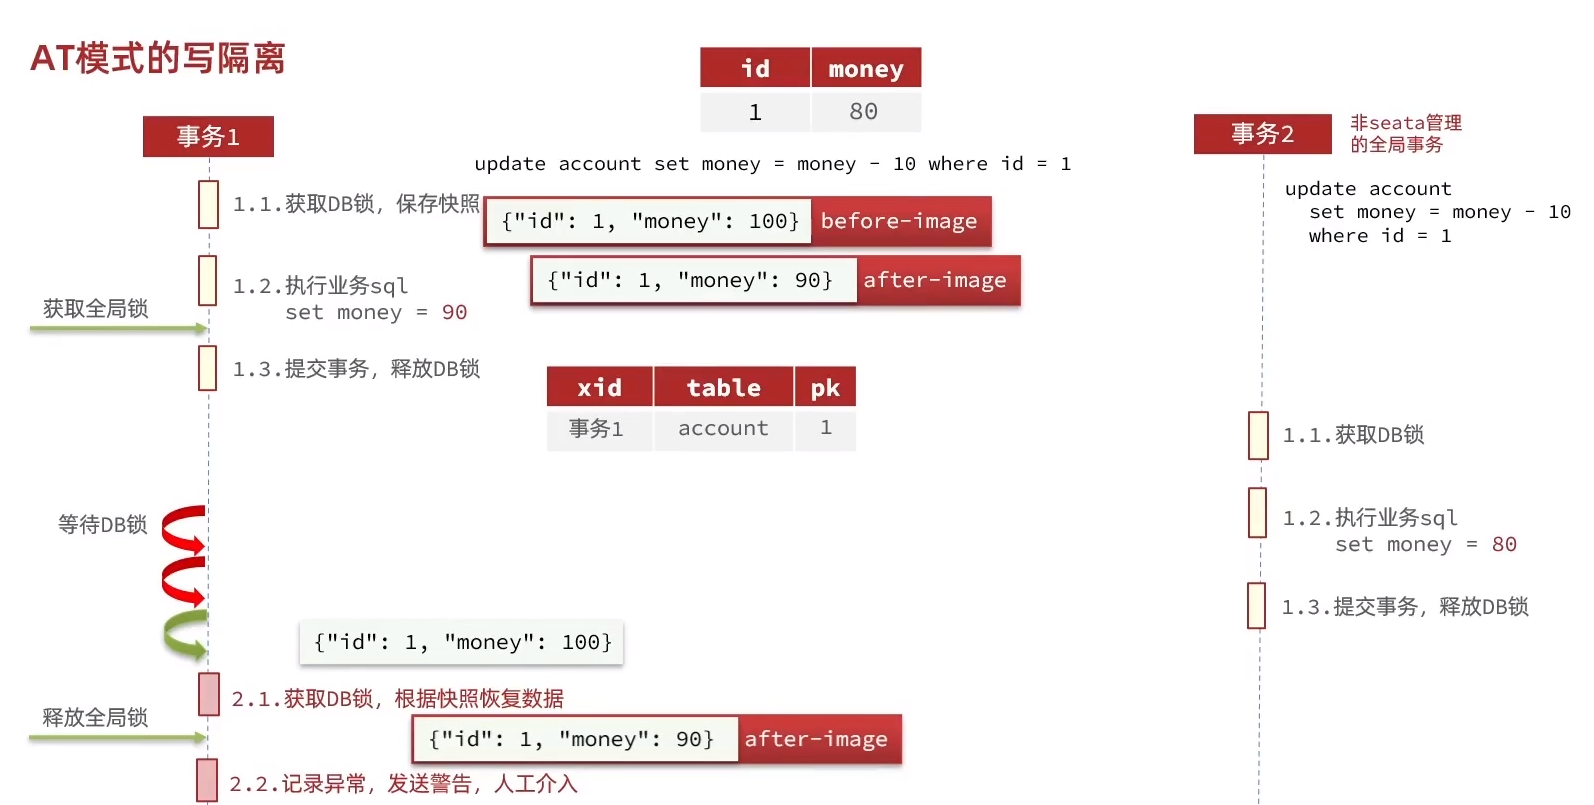 AT模式的写隔离
id money
1 80
事务1
事务2
非seata管理
的全局事务
update account set money = money - 10 where id = 1
update account
set money = money - 10
where id = 1
1.1.获取DB锁，保存快照
{"id": 1, "money": 100} before-image
1.2.执行业务sql
set money = 90
{"id": 1, "money": 90} after-image
获取全局锁
1.3.提交事务，释放DB锁
xid table pk
事务1 account 1
1.1.获取DB锁
1.2.执行业务sql
set money = 80
1.3.提交事务，释放DB锁
等待DB锁
{"id": 1, "money": 100}
2.1.获取DB锁，根据快照恢复数据
释放全局锁
{"id": 1, "money": 90} after-image
2.2.记录异常，发送警告，人工介入